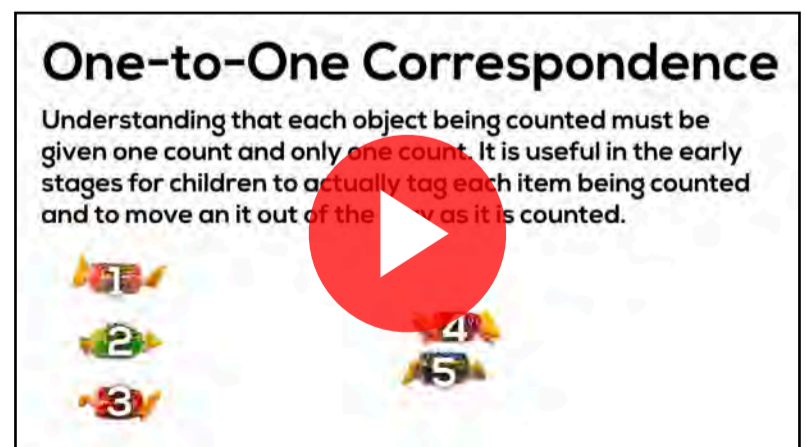 One-to-One Correspondence
Understanding that each object being counted must be
given one count and only one count. It is useful in the early
stages for children to actually tag each item being counted
and to move an it out of the way as it is counted.
1
2
3
4
5